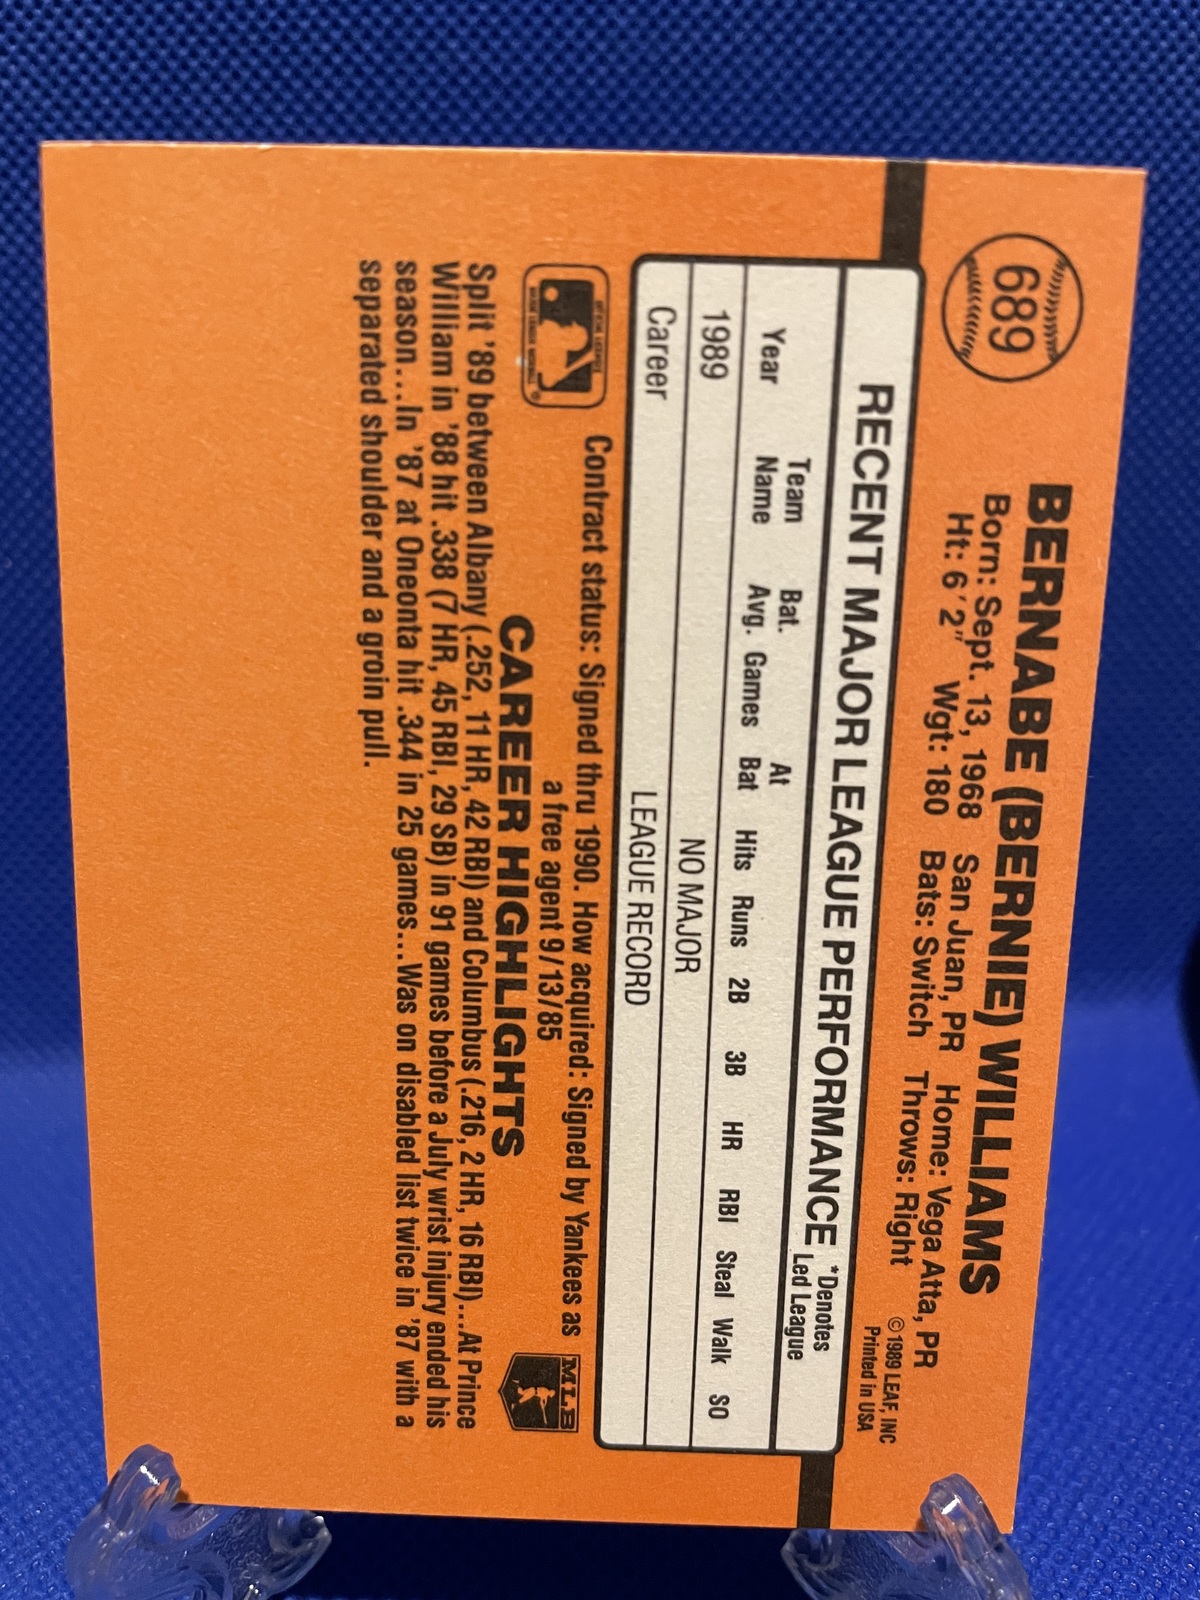 689
BERNABE (BERNIE) WILLIAMS
Born: Sept. 13, 1968 San Juan, PR Home: Vega Atta, PR
Ht: 6'2" Wgt: 180 Bats: Switch Throws: Right
© 1989 LEAF, INC
Printed in USA
RECENT MAJOR LEAGUE PERFORMANCE *Denotes Led League
Year Team Name Bat. Avg. Games At Bat Hits Runs 2B 3B HR RBI Steal Walk SO
1989 NO MAJOR
Career LEAGUE RECORD
Contract status: Signed thru 1990. How acquired: Signed by Yankees as
a free agent 9/13/85
MLB
CAREER HIGHLIGHTS
Split '89 between Albany (.252, 11 HR, 42 RBI) and Columbus (.216, 2 HR, 16 RBI)...At Prince
William in '88 hit .338 (7 HR, 45 RBI, 29 SB) in 91 games before a July wrist injury ended his
season...In '87 at Oneonta hit .344 in 25 games...Was on disabled list twice in '87 with a
separated shoulder and a groin pull.